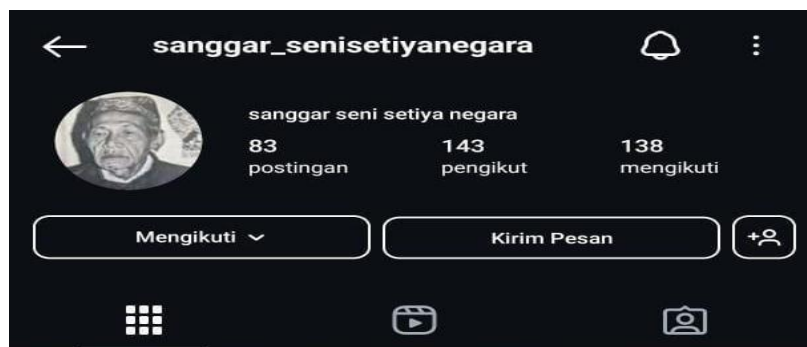 sanggar_senisetiyanegara
sanggar seni setiya negara
83 143 138
postingan pengikut mengikuti
Mengikuti Kirim Pesan